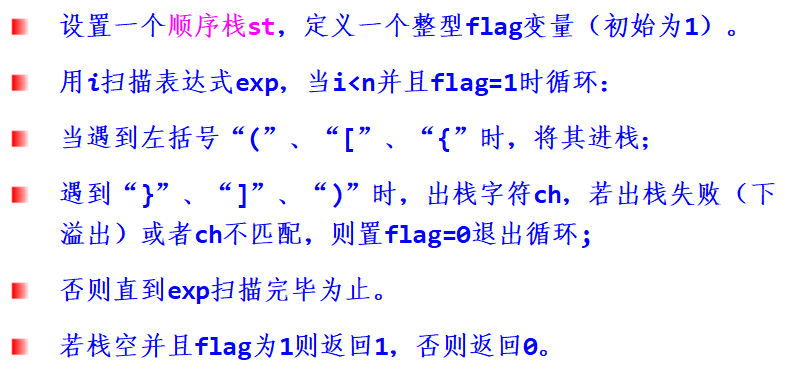 设置一个顺序栈st，定义一个整型flag变量（初始为1）。
用i扫描表达式exp，当i<n并且flag=1时循环：
当遇到左括号“(”、“[”、“{”时，将其进栈；
遇到“}”、“]”、“)”时，出栈字符ch，若出栈失败（下
溢出）或者ch不匹配，则置flag=0退出循环；
否则直到exp扫描完毕为止。
若栈空并且flag为1则返回1，否则返回0。